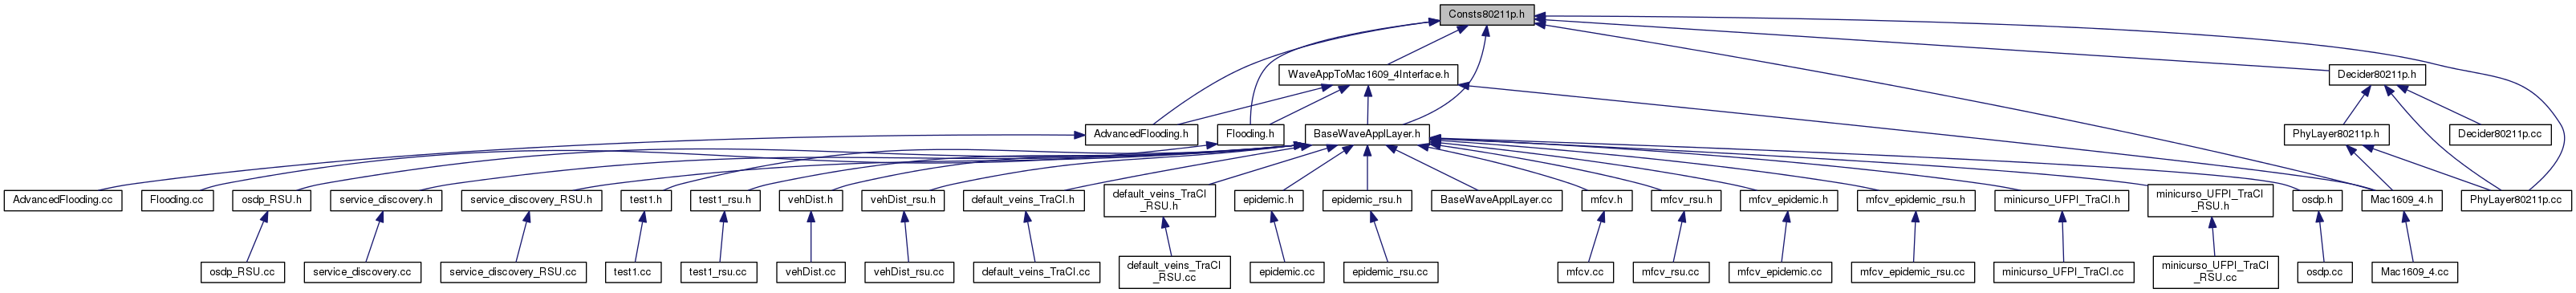 Consts80211p.h
WaveAppToMac1609_4Interface.h
Decider80211p.h
AdvancedFlooding.h
Flooding.h
BaseWaveApplLayer.h
PhyLayer80211p.h
Decider80211p.cc
AdvancedFlooding.cc
Flooding.cc
osdp_RSU.h
service_discovery.h
service_discovery_RSU.h
test1.h
test1_rsu.h
vehDist.h
vehDist_rsu.h
default_veins_TraCI.h
default_veins_TraCI
_RSU.h
epidemic.h
epidemic_rsu.h
BaseWaveApplLayer.cc
mfcv.h
mfcv_rsu.h
mfcv_epidemic.h
mfcv_epidemic_rsu.h
minicurso_UFPI_TraCI.h
minicurso_UFPI_TraCI
_RSU.h
osdp.h
Mac1609_4.h
PhyLayer80211p.cc
osdp_RSU.cc
service_discovery.cc
service_discovery_RSU.cc
test1.cc
test1_rsu.cc
vehDist.cc
vehDist_rsu.cc
default_veins_TraCI.cc
default_veins_TraCI
_RSU.cc
epidemic.cc
epidemic_rsu.cc
mfcv.cc
mfcv_rsu.cc
mfcv_epidemic.cc
mfcv_epidemic_rsu.cc
minicurso_UFPI_TraCI.cc
minicurso_UFPI_TraCI
_RSU.cc
osdp.cc
Mac1609_4.cc